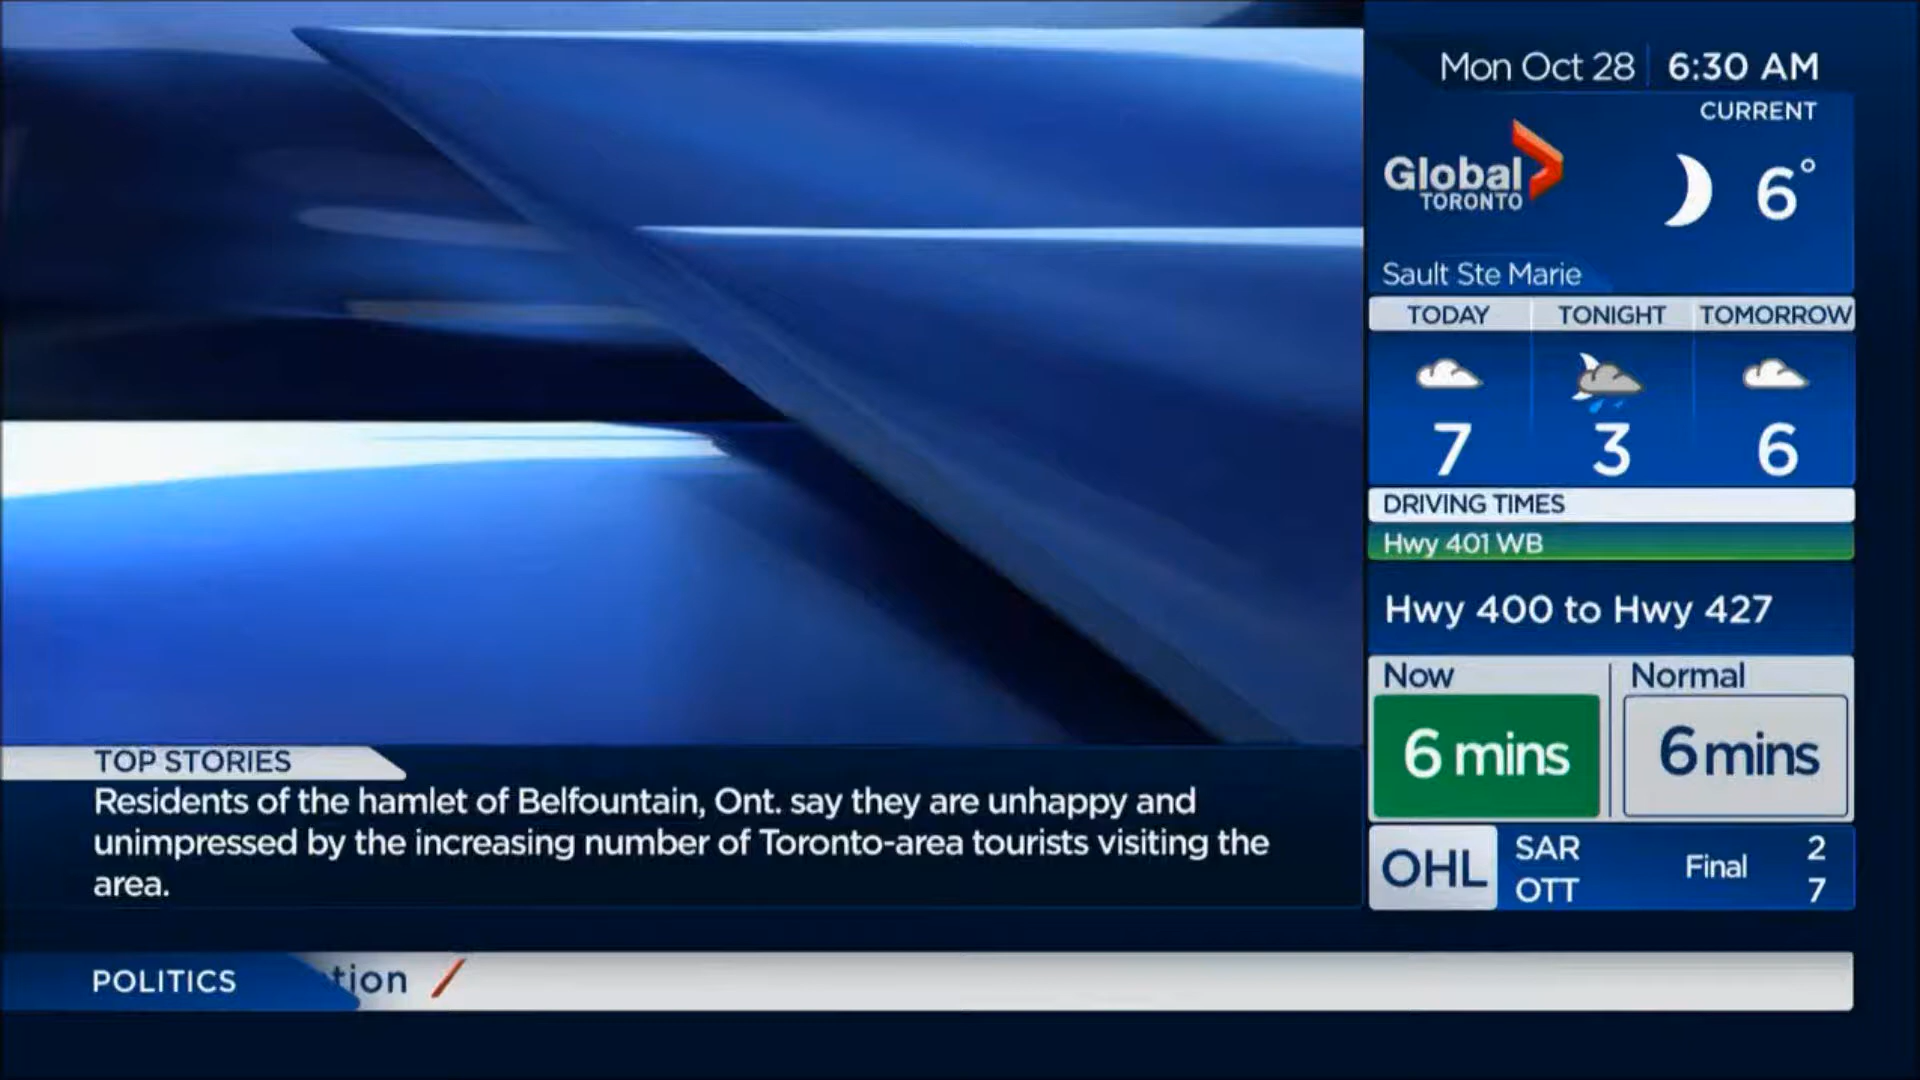 Mon Oct 28 6:30 AM
CURRENT
Global
TORONTO
6°
Sault Ste Marie
TODAY TONIGHT TOMORROW
7 3 6
DRIVING TIMES
Hwy 401 WB
Hwy 400 to Hwy 427
Now Normal
6 mins 6 mins
OHL
SAR 2
Final
OTT 7
TOP STORIES
Residents of the hamlet of Belfountain, Ont. say they are unhappy and
unimpressed by the increasing number of Toronto-area tourists visiting the
area.
POLITICS